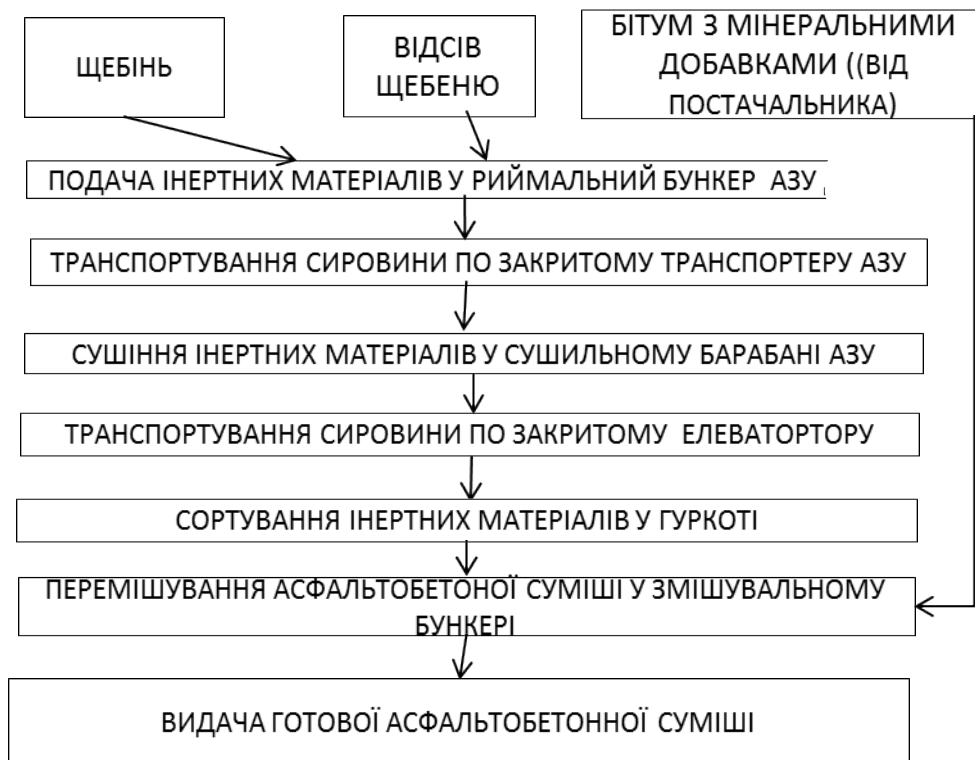 ЩЕБІНЬ
ВІДСІВ
ЩЕБЕНЮ
БІТУМ З МІНЕРАЛЬНИМИ
ДОБАВКАМИ ((ВІД
ПОСТАЧАЛЬНИКА)
ПОДАЧА ІНЕРТНИХ МАТЕРІАЛІВ У РИЙМАЛЬНИЙ БУНКЕР АЗУ
ТРАНСПОРТУВАННЯ СИРОВИНИ ПО ЗАКРИТОМУ ТРАНСПОРТЕРУ АЗУ
СУШІННЯ ІНЕРТНИХ МАТЕРІАЛІВ У СУШИЛЬНОМУ БАРАБАНІ АЗУ
ТРАНСПОРТУВАННЯ СИРОВИНИ ПО ЗАКРИТОМУ ЕЛЕВАТОРТОРУ
СОРТУВАННЯ ІНЕРТНИХ МАТЕРІАЛІВ У ГУРКОТІ
ПЕРЕМІШУВАННЯ АСФАЛЬТОБЕТОНОЇ СУМІШІ У ЗМІШУВАЛЬНОМУ
БУНКЕРІ
ВИДАЧА ГОТОВОЇ АСФАЛЬТОБЕТОННОЇ СУМІШІ